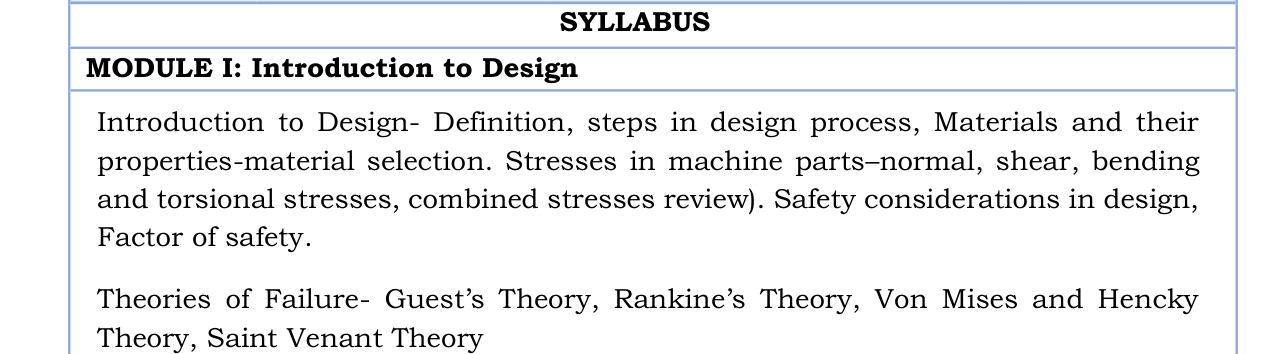 SYLLABUS
MODULE I: Introduction to Design
Introduction to Design- Definition, steps in design process, Materials and their
properties-material selection. Stresses in machine parts–normal, shear, bending
and torsional stresses, combined stresses review). Safety considerations in design,
Factor of safety.
Theories of Failure- Guest’s Theory, Rankine’s Theory, Von Mises and Hencky
Theory, Saint Venant Theory